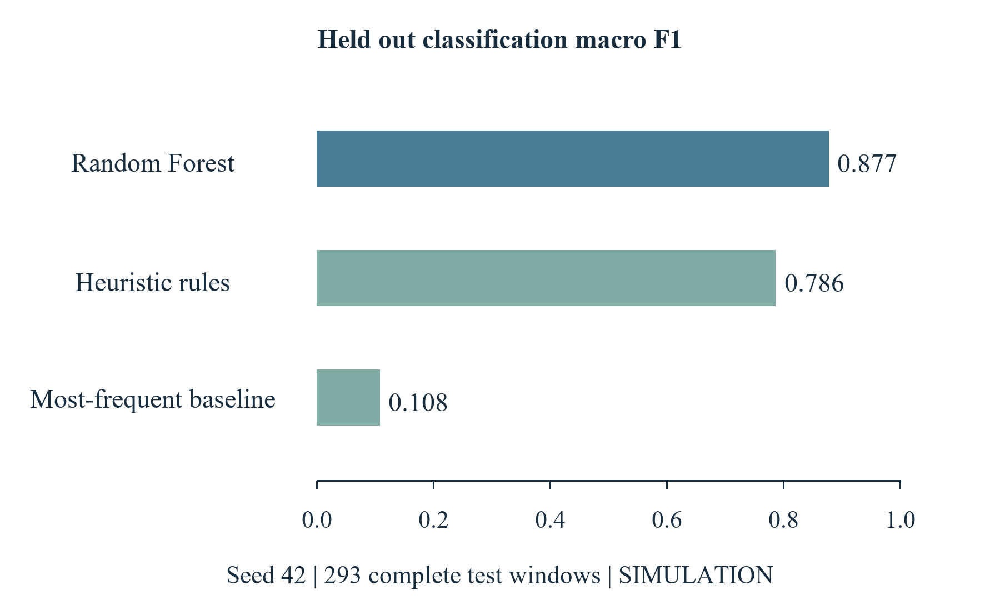 Held out classification macro F1
Random Forest
0.877
Heuristic rules
0.786
Most-frequent baseline
0.108
0.0 0.2 0.4 0.6 0.8 1.0
Seed 42 | 293 complete test windows | SIMULATION